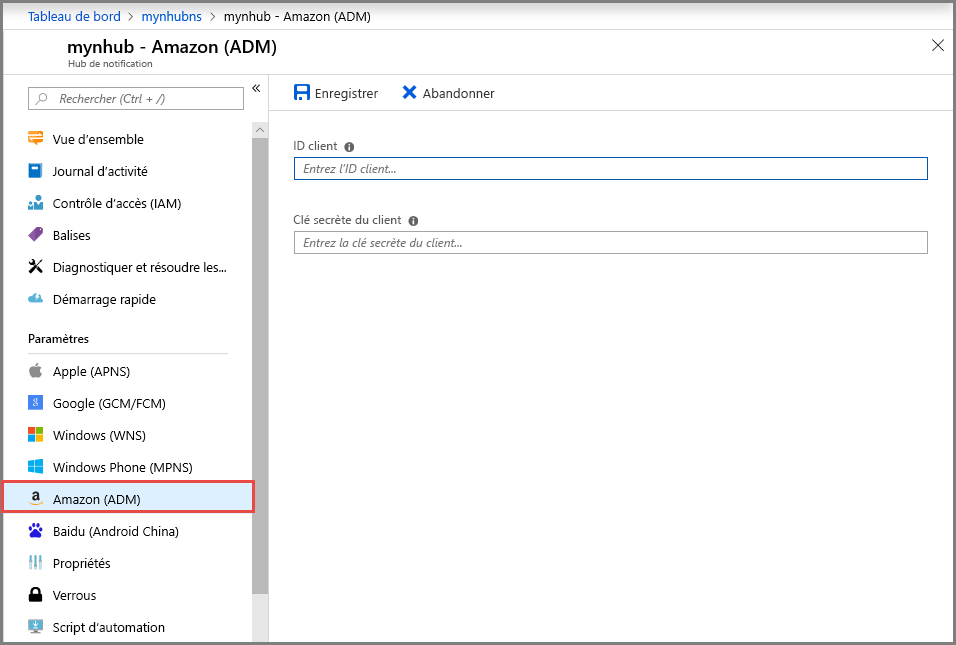 Tableau de bord > mynhubns > mynhub - Amazon (ADM)
mynhub - Amazon (ADM)
Hub de notification
Rechercher (Ctrl + /)
«
Enregistrer
Abandonner
Vue d'ensemble
Journal d'activité
Contrôle d'accès (IAM)
Balises
Diagnostiquer et résoudre les...
Démarrage rapide
Paramètres
Apple (APNS)
Google (GCM/FCM)
Windows (WNS)
Windows Phone (MPNS)
Amazon (ADM)
Baidu (Android China)
Propriétés
Verrous
Script d'automation
ID client
Entrez l'ID client...
Clé secrète du client
Entrez la clé secrète du client...